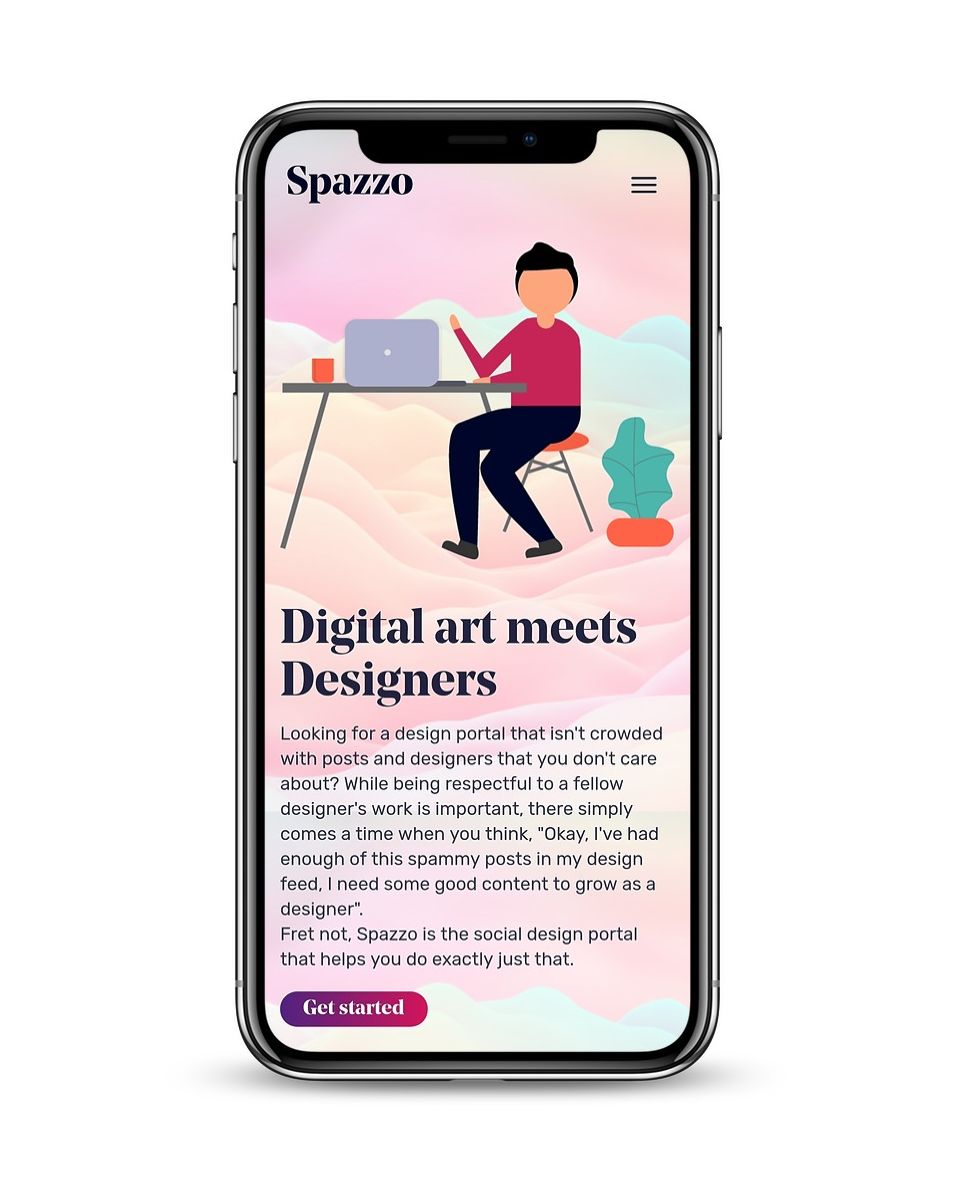 Spazzo
Digital art meets
Designers
Looking for a design portal that isn't crowded
with posts and designers that you don't care
about? While being respectful to a fellow
designer's work is important, there simply
comes a time when you think, "Okay, I've had
enough of this spammy posts in my design
feed, I need some good content to grow as a
designer".
Fret not, Spazzo is the social design portal
that helps you do exactly just that.
Get started